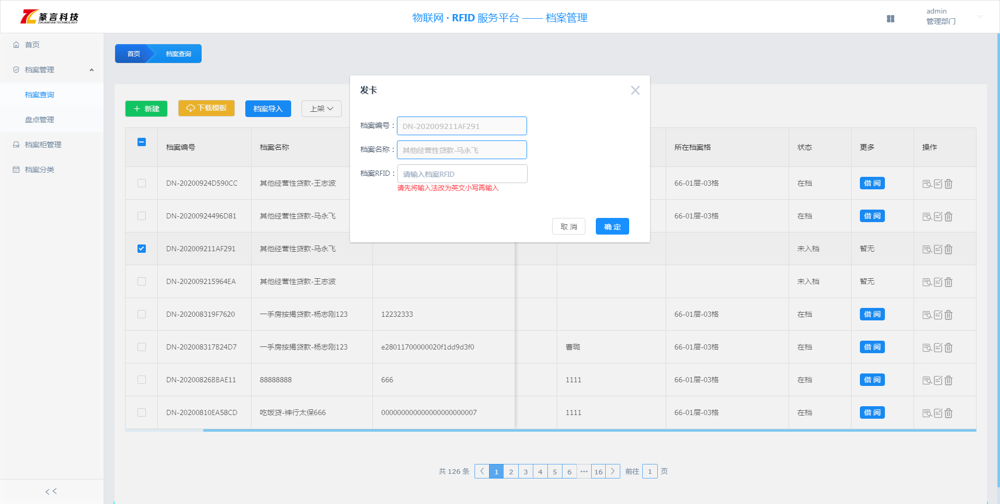 篆言科技
ZHUANYAN TECHNOLOGY
物联网 · RFID 服务平台 —— 档案管理
admin
管理部门
首页
档案管理
档案查询
盘点管理
档案柜管理
档案分类
<<
首页 档案查询
新建 下载模板 档案导入 上架
发卡
档案编号： DN-202009211AF291
档案名称： 其他经营性贷款-马永飞
档案RFID： 请输入档案RFID
请先将输入法改为英文小写再输入
取 消 确 定
档案编号 档案名称 所在档案格 状态 更多 操作
DN-20200924D590CC 其他经营性贷款-王志波 66-01层-03格 在档 借 阅
DN-20200924496D81 其他经营性贷款-马永飞 66-01层-03格 在档 借 阅
DN-202009211AF291 其他经营性贷款-马永飞 未入档 暂无
DN-202009215964EA 其他经营性贷款-王志波 未入档 暂无
DN-202008319F7620 一手房按揭贷款-杨志刚123 12232333 66-01层-03格 在档 借 阅
DN-202008317B24D7 一手房按揭贷款-杨志刚123 e28011700000020f1dd9d3f0 曹璐 66-01层-03格 在档 借 阅
DN-20200826BBAE11 88888888 666 1111 66-01层-03格 在档 借 阅
DN-20200810EA58CD 吃饭贷-神行太保666 000000000000000000000007 1111 66-01层-03格 在档 借 阅
共 126 条 1 2 3 4 5 6 ··· 16 前往 1 页